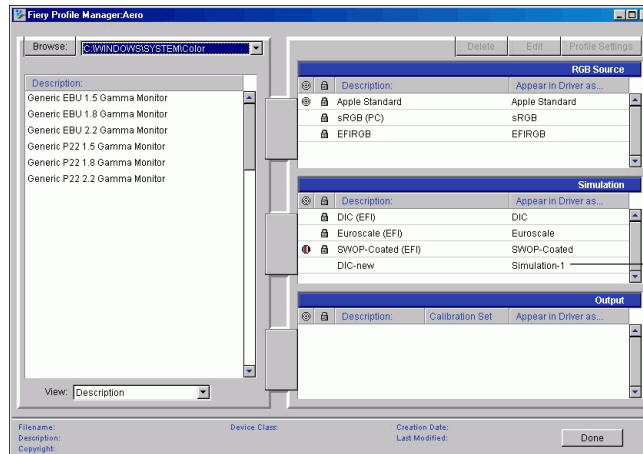 Fiery Profile Manager:Aero
Browse: C:\WINDOWS\SYSTEM\Color
Description:
Generic EBU 1.5 Gamma Monitor
Generic EBU 1.8 Gamma Monitor
Generic EBU 2.2 Gamma Monitor
Generic P22 1.5 Gamma Monitor
Generic P22 1.8 Gamma Monitor
Generic P22 2.2 Gamma Monitor
View: Description
Delete Edit Profile Settings
RGB Source
Description: Appear in Driver as...
Apple Standard Apple Standard
sRGB (PC) sRGB
EFIRGB EFIRGB
Simulation
Description: Appear in Driver as...
DIC (EFI) DIC
Euroscale (EFI) Euroscale
SWOP-Coated (EFI) SWOP-Coated
DIC-new Simulation-1
Output
Description: Calibration Set Appear in Driver as...
Filename: Device Class: Creation Date:
Description: Last Modified:
Copyright:
Done